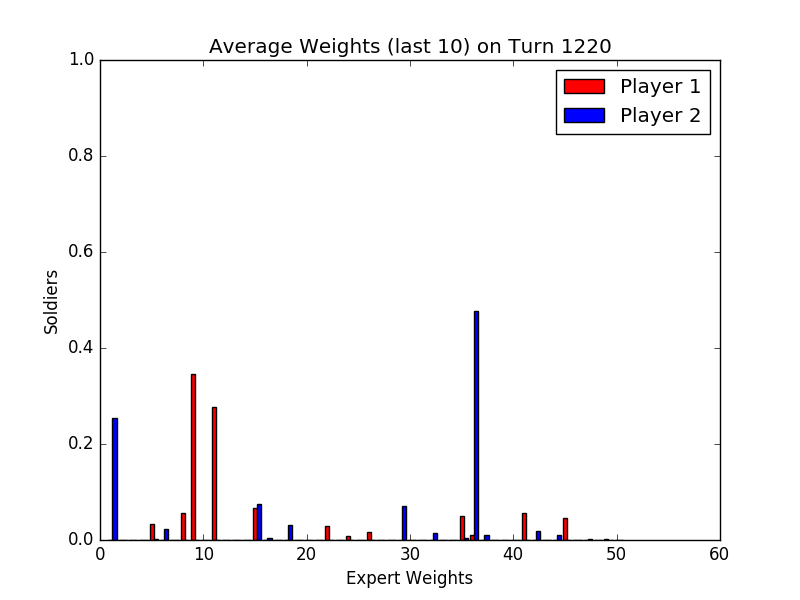 Average Weights (last 10) on Turn 1220
1.0
0.8
0.6
0.4
0.2
0.0
Soldiers
Player 1
Player 2
0 10 20 30 40 50 60
Expert Weights